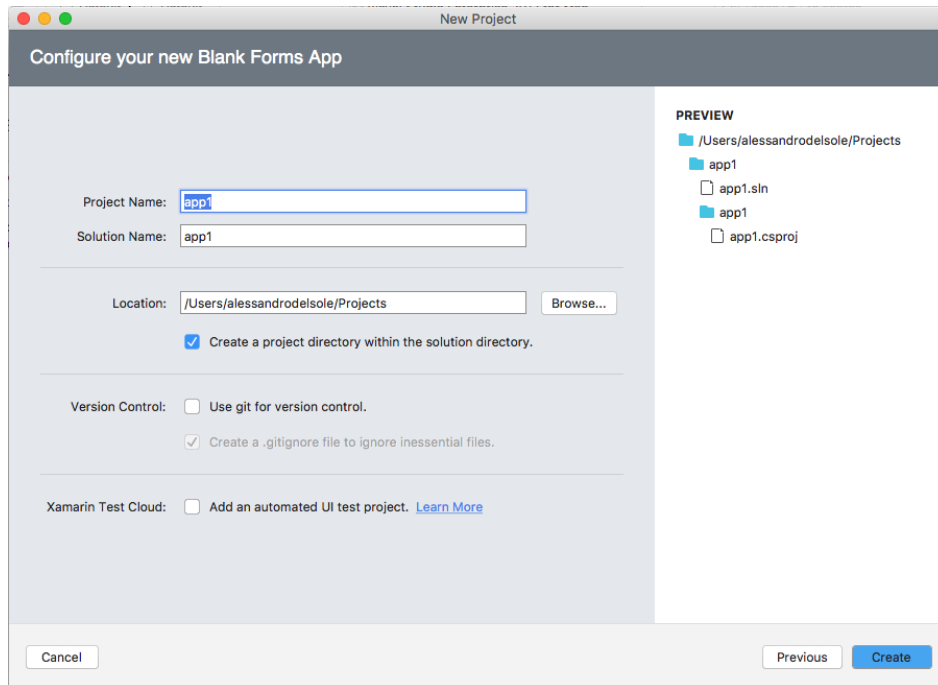 New Project
Configure your new Blank Forms App
Project Name: app1
Solution Name: app1
Location: /Users/alessandrodelsole/Projects Browse...
Create a project directory within the solution directory.
Version Control: Use git for version control.
Create a .gitignore file to ignore inessential files.
Xamarin Test Cloud: Add an automated UI test project. Learn More
PREVIEW
/Users/alessandrodelsole/Projects
app1
app1.sln
app1
app1.csproj
Cancel Previous Create